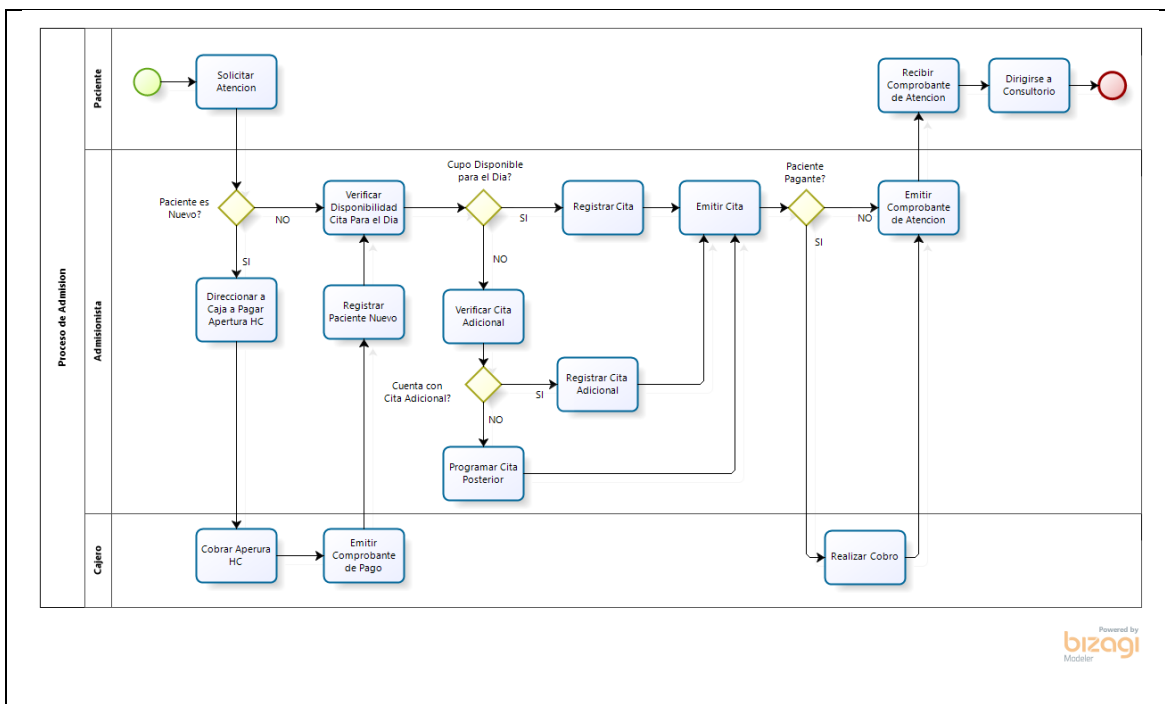 Proceso de Admision
Paciente
Solicitar
Atencion
Recibir
Comprobante
de Atencion
Dirigirse a
Consultorio
Admisionista
Paciente es
Nuevo?
NO
SI
Verificar
Disponibilidad
Cita Para el Dia
Cupo Disponible
para el Dia?
SI
NO
Registrar Cita
Emitir Cita
Paciente
Pagante?
NO
SI
Emitir
Comprobante
de Atencion
Direccionar a
Caja a Pagar
Apertura HC
Registrar
Paciente Nuevo
Verificar Cita
Adicional
Cuenta con
Cita Adicional?
SI
NO
Registrar Cita
Adicional
Programar Cita
Posterior
Cajero
Cobrar Aperura
HC
Emitir
Comprobante
de Pago
Realizar Cobro
Powered by
bizagi
Modeler